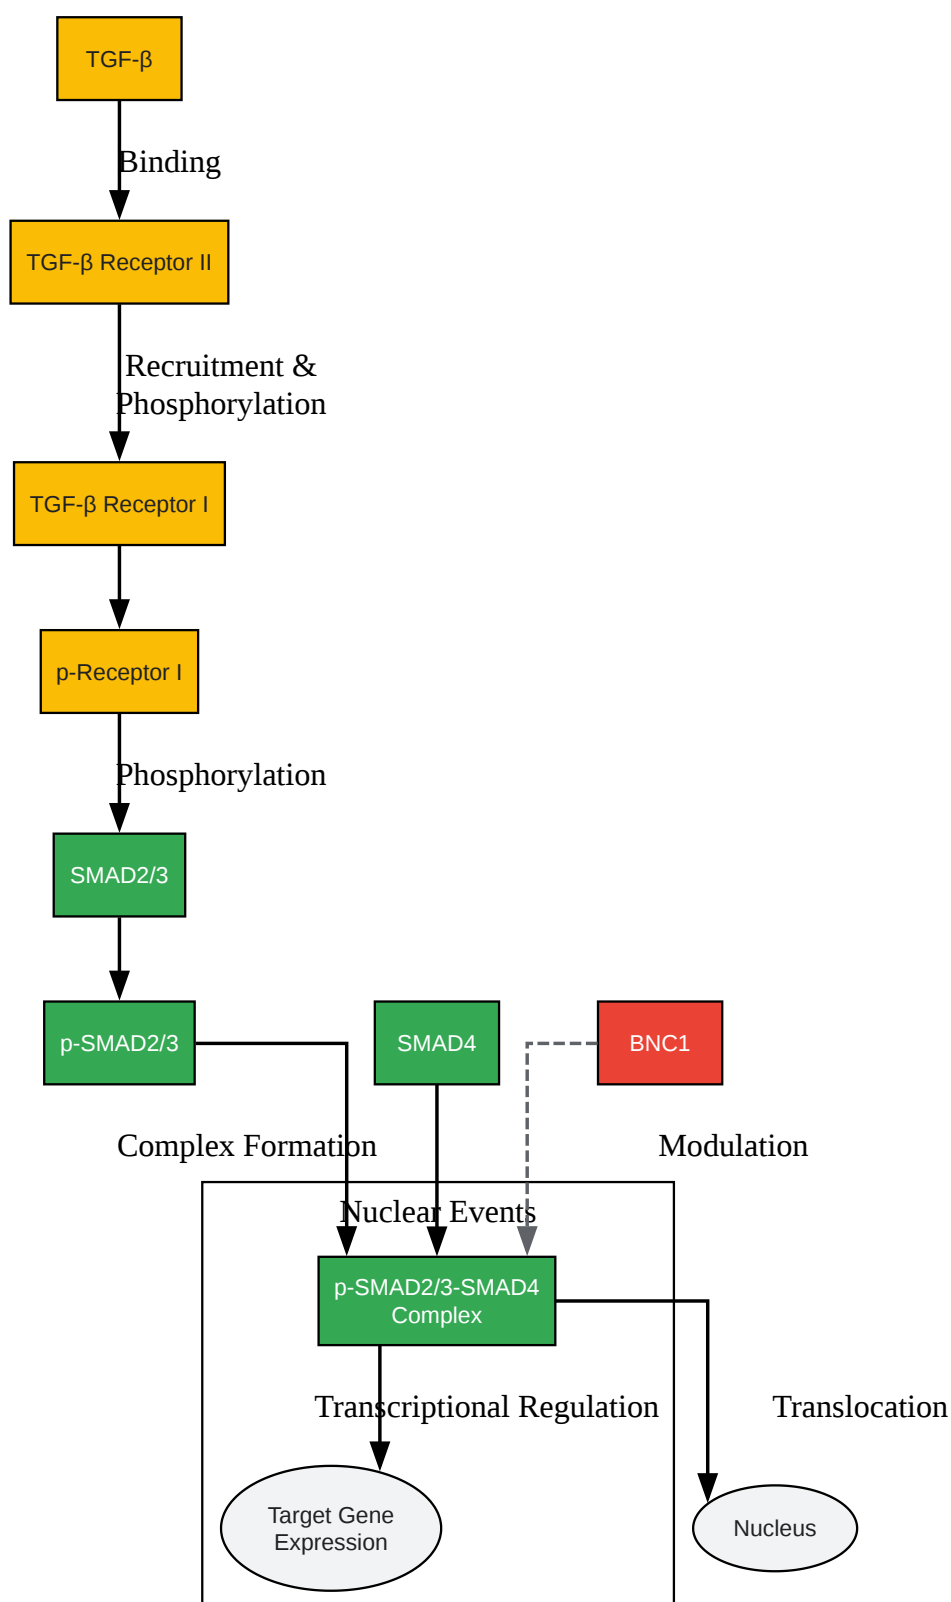 TGF-β
Binding
TGF-β Receptor II
Recruitment &
Phosphorylation
TGF-β Receptor I
p-Receptor I
Phosphorylation
SMAD2/3
p-SMAD2/3
SMAD4
BNC1
Complex Formation
Modulation
Nuclear Events
p-SMAD2/3-SMAD4
Complex
Transcriptional Regulation
Translocation
Target Gene
Expression
Nucleus